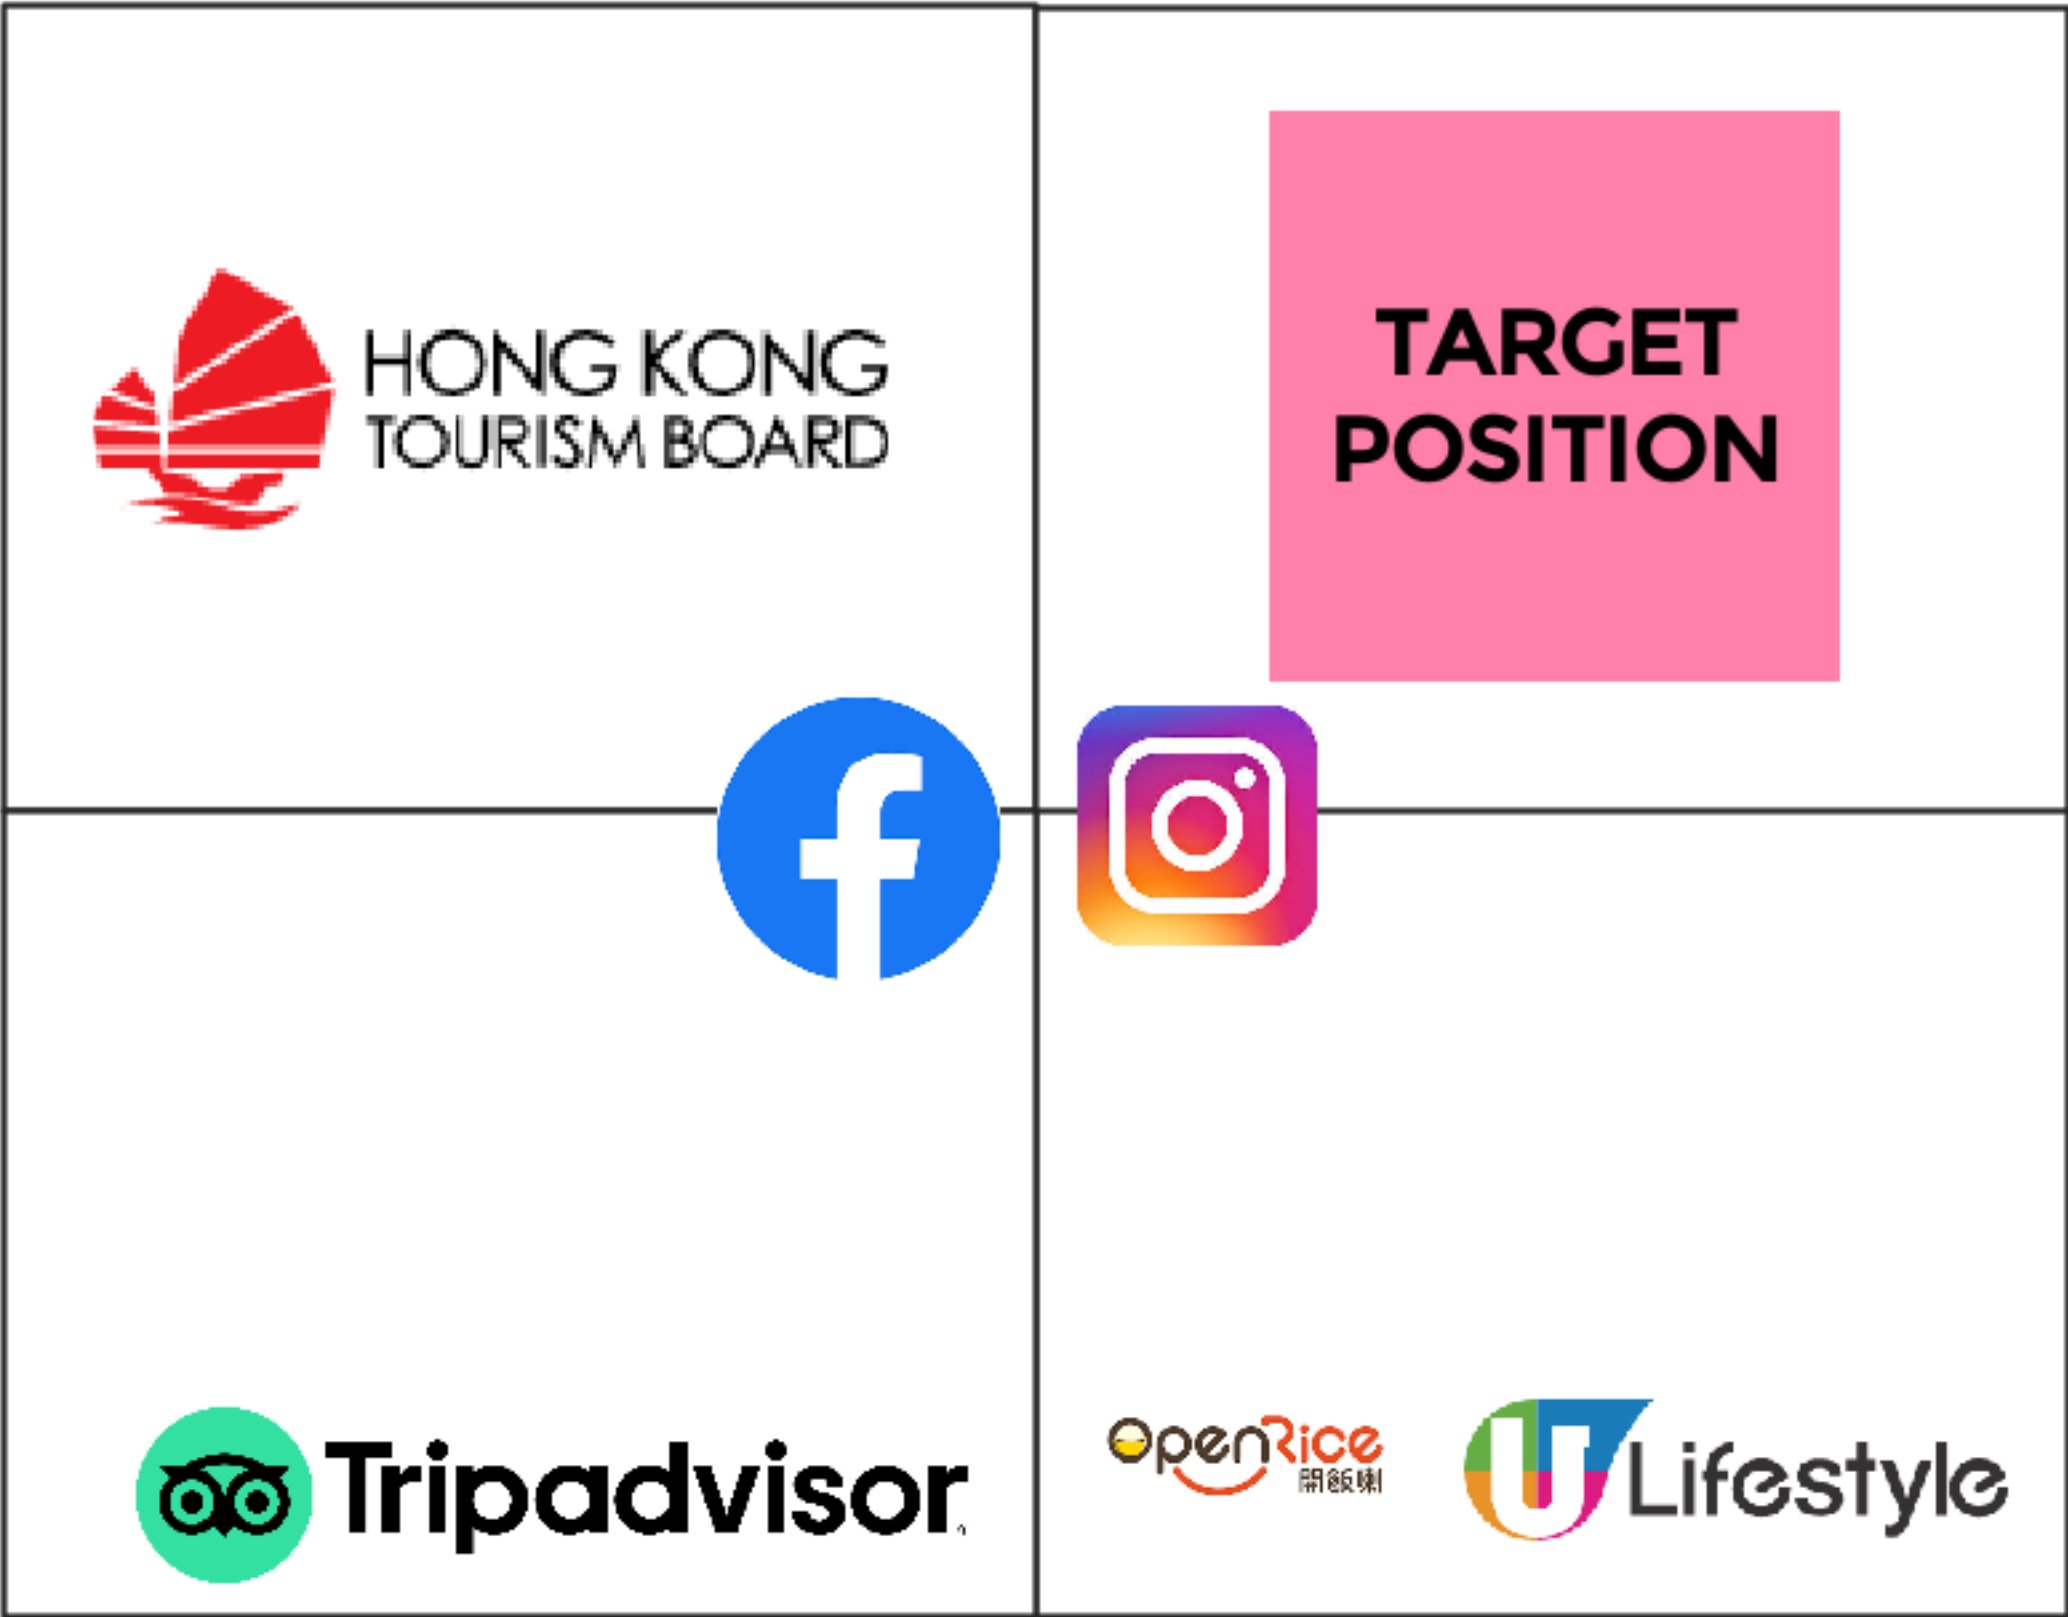 HONG KONG
TOURISM BOARD
TARGET
POSITION
Tripadvisor
OpenRice
開飯喇
U Lifestyle